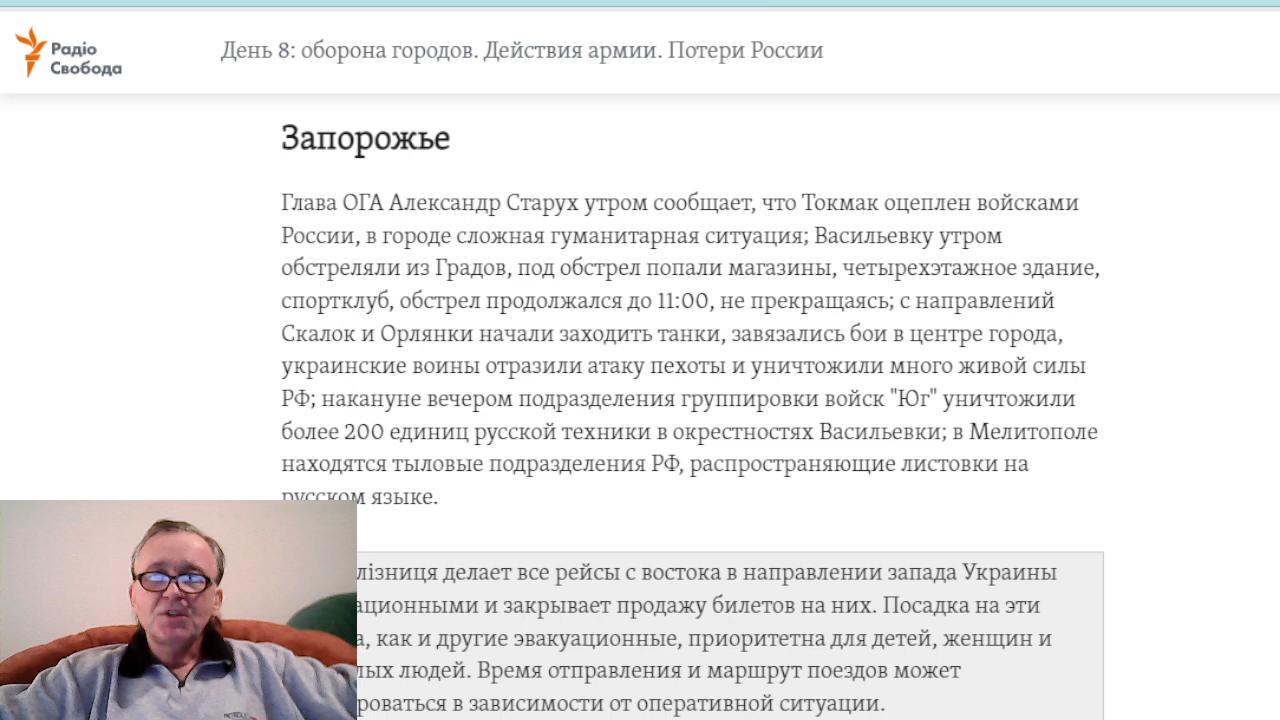 Радіо
Свобода
День 8: оборона городов. Действия армии. Потери России
Запорожье
Глава ОГА Александр Старух утром сообщает, что Токмак оцеплен войсками
России, в городе сложная гуманитарная ситуация; Васильевку утром
обстреляли из Градов, под обстрел попали магазины, четырехэтажное здание,
спортклуб, обстрел продолжался до 11:00, не прекращаясь; с направлений
Скалок и Орлянки начали заходить танки, завязались бои в центре города,
украинские воины отразили атаку пехоты и уничтожили много живой силы
РФ; накануне вечером подразделения группировки войск "Юг" уничтожили
более 200 единиц русской техники в окрестностях Васильевки; в Мелитополе
находятся тыловые подразделения РФ, распространяющие листовки на
русском языке.
лізниця делает все рейсы с востока в направлении запада Украины
ационными и закрывает продажу билетов на них. Посадка на эти
а, как и другие эвакуационные, приоритетна для детей, женщин и
лых людей. Время отправления и маршрут поездов может
роваться в зависимости от оперативной ситуации.